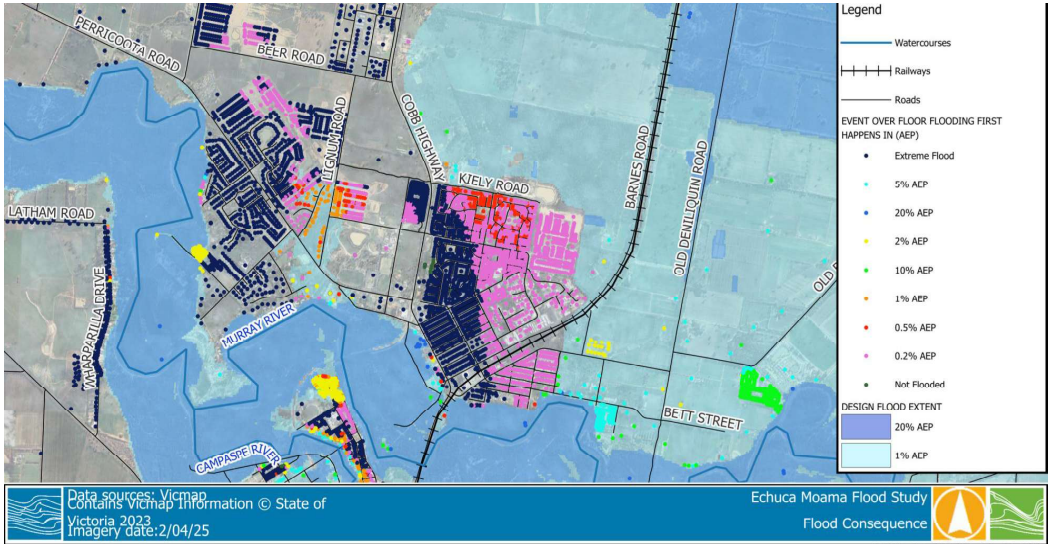 PERRICOOTA ROAD
BEER ROAD
COBB HIGHWAY
LIGNUM ROAD
KIELY ROAD
BARNES ROAD
OLD DENILIQUIN ROAD
LATHAM ROAD
WHARPARILLA DRIVE
MURRAY RIVER
CAMPASPE RIVER
BETT STREET
Legend
Watercourses
Railways
Roads
EVENT OVER FLOOR FLOODING FIRST
HAPPENS IN (AEP)
Extreme Flood
5% AEP
20% AEP
2% AEP
10% AEP
1% AEP
0.5% AEP
0.2% AEP
Not Flooded
DESIGN FLOOD EXTENT
20% AEP
1% AEP
Data sources: Vicmap
Contains Vicmap Information © State of
Victoria 2023
Imagery date:2/04/25
Echuca Moama Flood Study
Flood Consequence